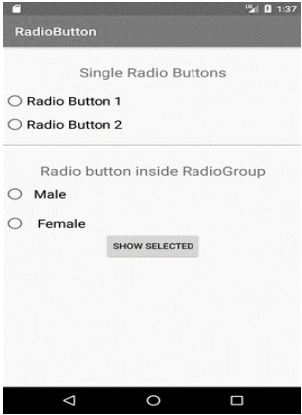 1:37
RadioButton
Single Radio Buttons
Radio Button 1
Radio Button 2
Radio button inside RadioGroup
Male
Female
SHOW SELECTED